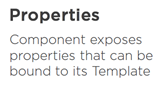 Properties
Component exposes
properties that can be
bound to its Template